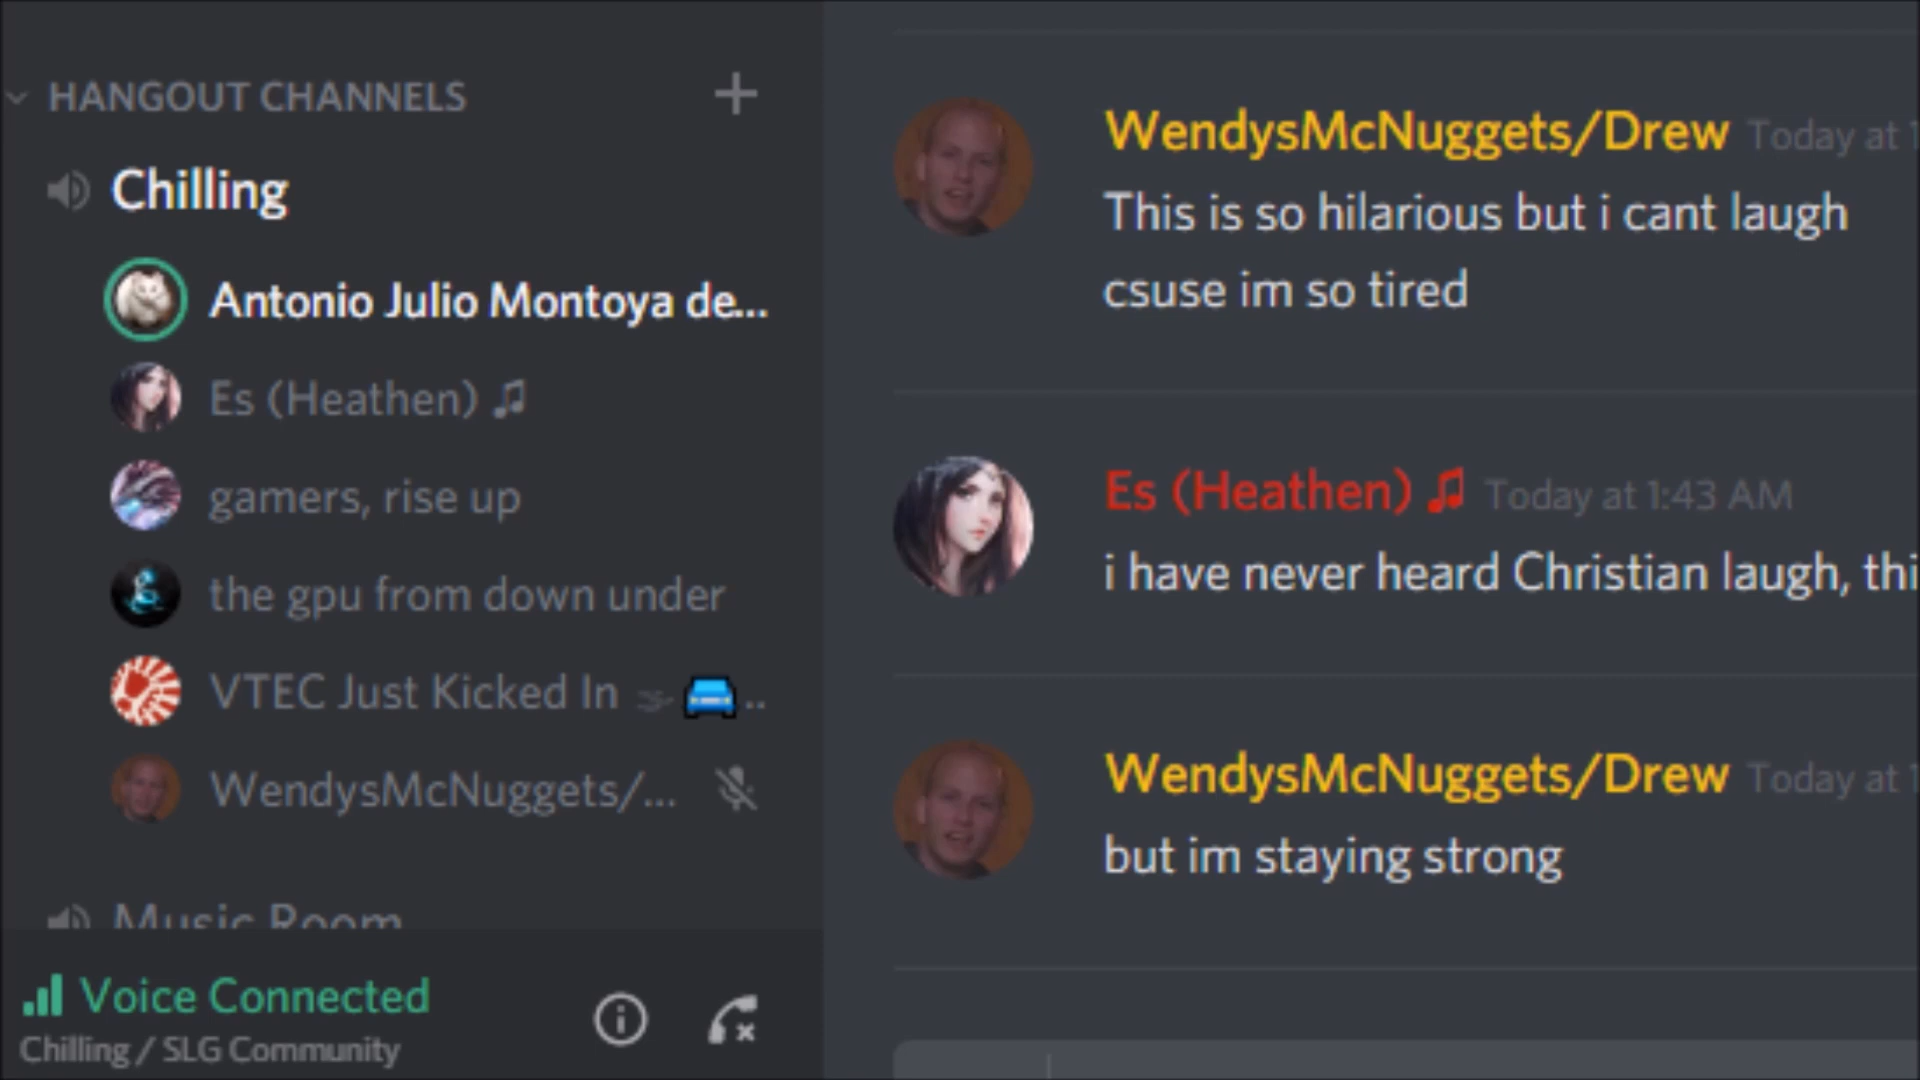 HANGOUT CHANNELS
Chilling
Antonio Julio Montoya de...
Es (Heathen) ♫
gamers, rise up
the gpu from down under
VTEC Just Kicked In 🚙..
WendysMcNuggets/...
Music Room
Voice Connected
Chilling / SLG Community
WendysMcNuggets/Drew Today at 1
This is so hilarious but i cant laugh
csuse im so tired
Es (Heathen) ♫ Today at 1:43 AM
i have never heard Christian laugh, thi
WendysMcNuggets/Drew Today at 1
but im staying strong